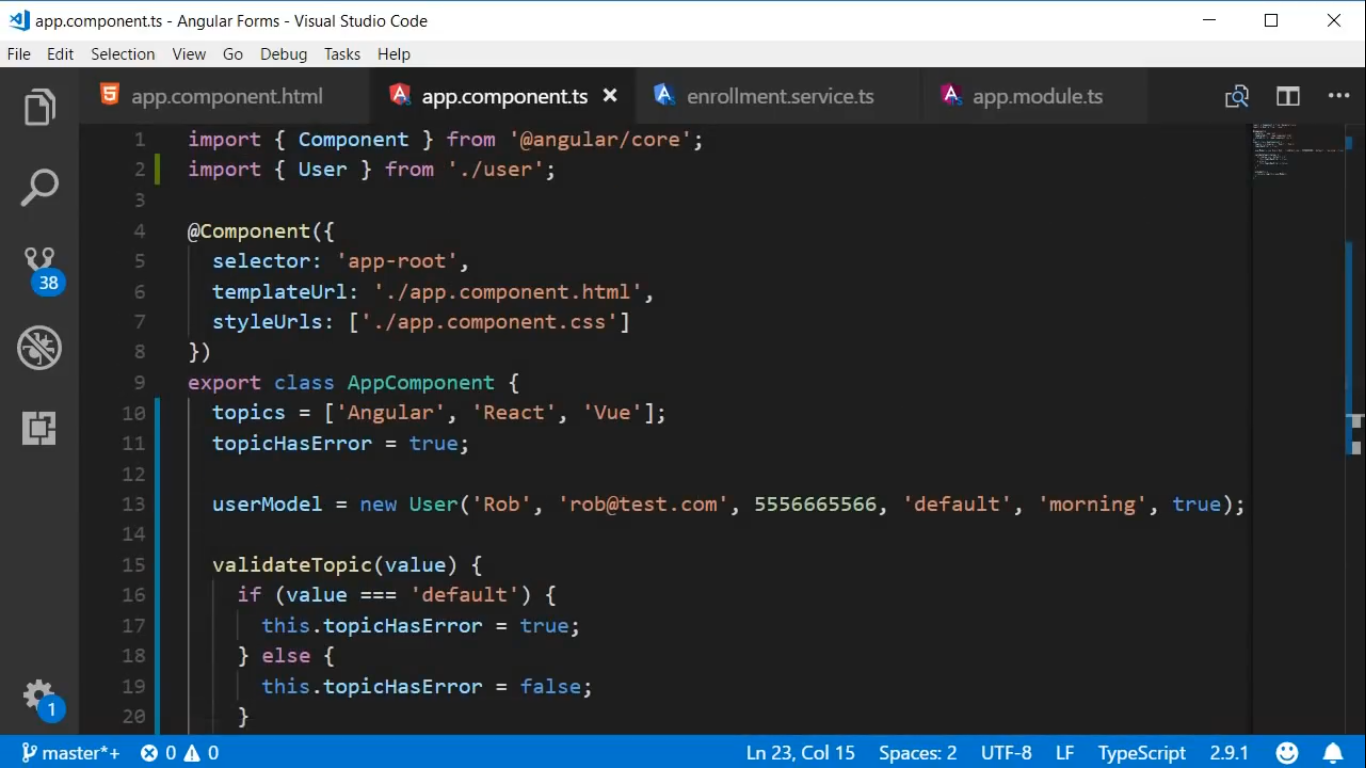 app.component.ts - Angular Forms - Visual Studio Code
File Edit Selection View Go Debug Tasks Help
app.component.html app.component.ts enrollment.service.ts app.module.ts
1 import { Component } from '@angular/core';
2 import { User } from './user';
3
4 @Component({
5 selector: 'app-root',
6 templateUrl: './app.component.html',
7 styleUrls: ['./app.component.css']
8 })
9 export class AppComponent {
10 topics = ['Angular', 'React', 'Vue'];
11 topicHasError = true;
12
13 userModel = new User('Rob', 'rob@test.com', 5556665566, 'default', 'morning', true);
14
15 validateTopic(value) {
16 if (value === 'default') {
17 this.topicHasError = true;
18 } else {
19 this.topicHasError = false;
20 }
38
1
master*+ 0 0 Ln 23, Col 15 Spaces: 2 UTF-8 LF TypeScript 2.9.1